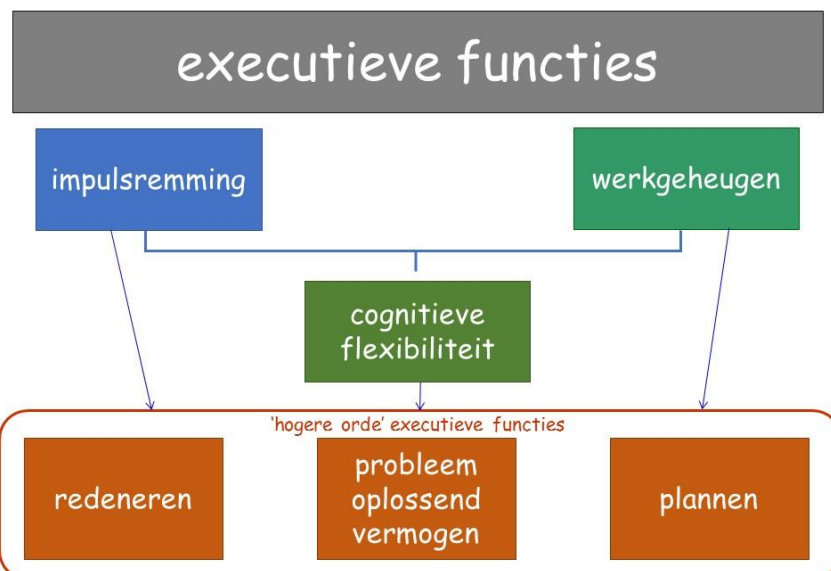 executieve functies
impulsremming
werkgeheugen
cognitieve
flexibiliteit
'hogere orde' executieve functies
redeneren
probleem
oplossend
vermogen
plannen